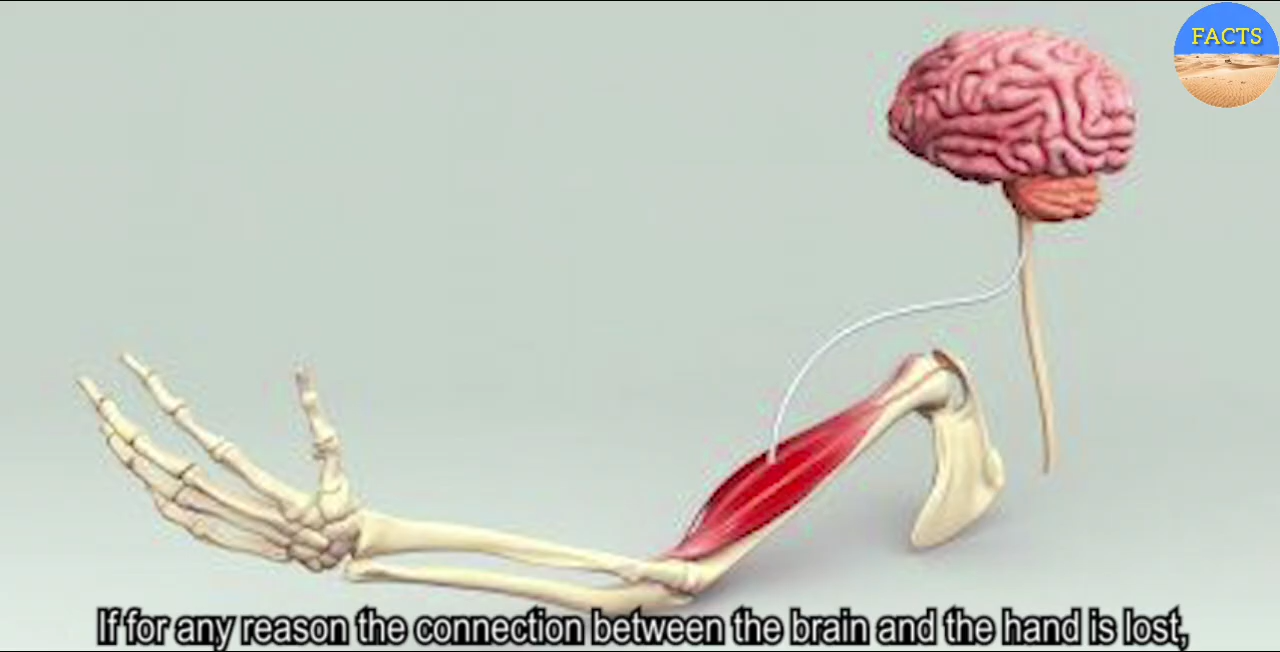 FACTS
If for any reason the connection between the brain and the hand is lost,